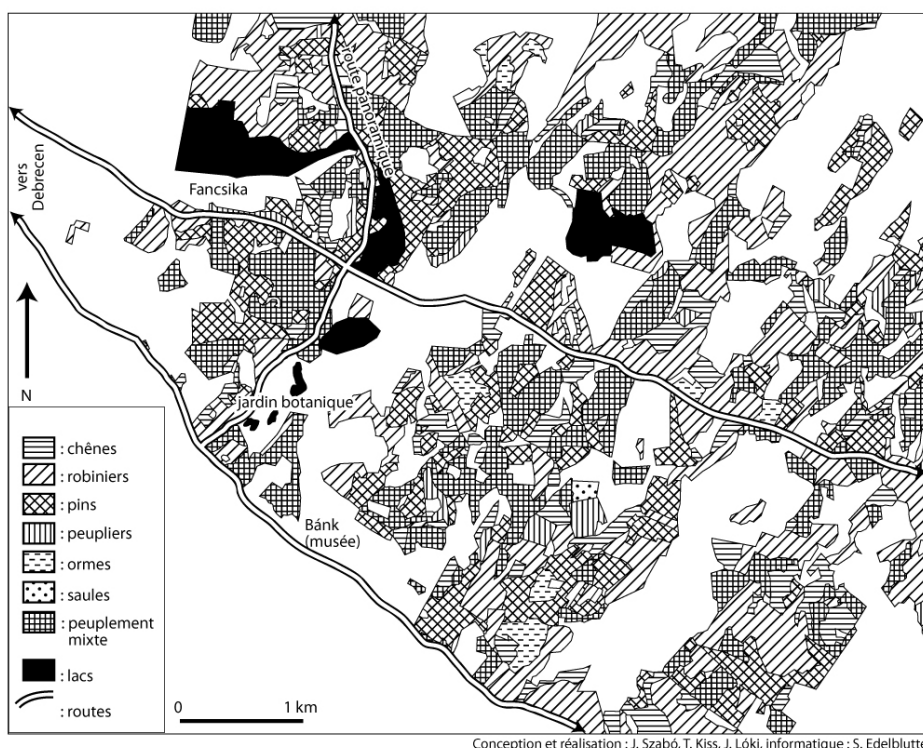 route panoramique
vers
Debrecen
Fancsika
N
jardin botanique
Bánk
(musée)
: chênes
: robiniers
: pins
: peupliers
: ormes
: saules
: peuplement
mixte
: lacs
: routes
0 1 km
Conception et réalisation : J. Szabó, T. Kiss, J. Lóki, informatique : S. Edelblutte